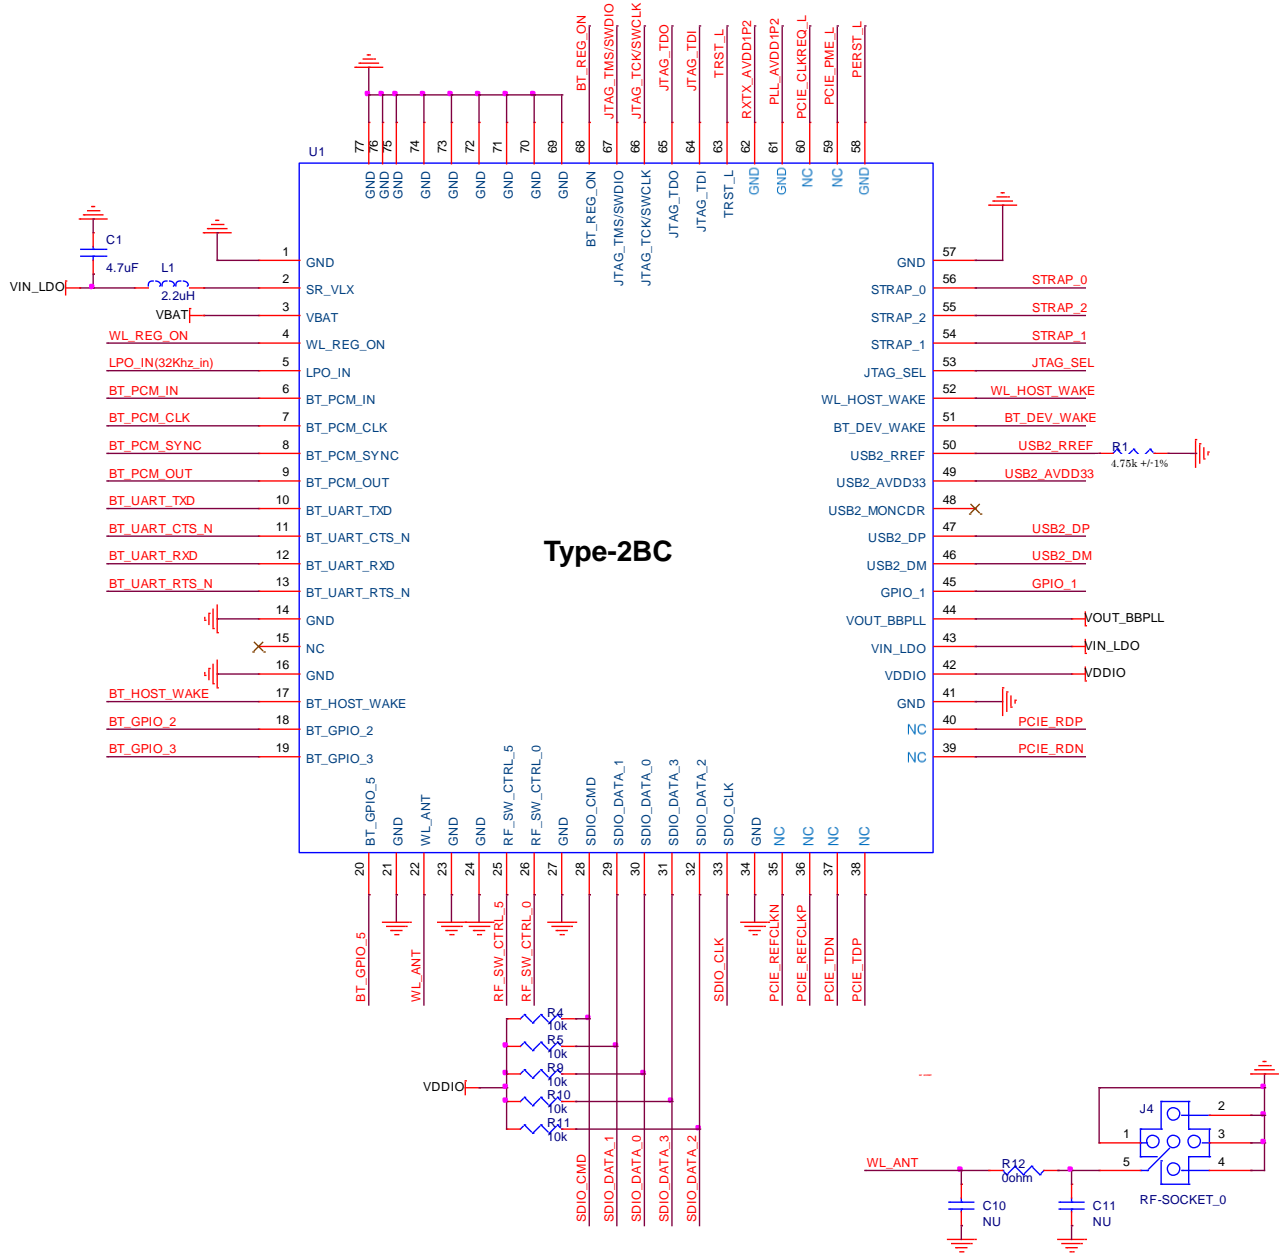 BT_REG_ON
JTAG_TMS/SWDIO
JTAG_TCK/SWCLK
JTAG_TDO
JTAG_TDI
TRST_L
RXTX_AVDD1P2
PLL_AVDD1P2
PCIE_CLKREQ_L
PCIE_PME_L
PERST_L
77
76
75
74
73
72
71
70
69
68
67
66
65
64
63
62
61
60
59
58
U1
GND
GND
GND
GND
GND
GND
GND
GND
GND
BT_REG_ON
JTAG_TMS/SWDIO
JTAG_TCK/SWCLK
JTAG_TDO
JTAG_TDI
TRST_L
GND
GND
NC
NC
GND
C1
4.7uF
L1
2.2uH
VIN_LDO
VBAT
1 GND
2 SR_VLX
3 VBAT
WL_REG_ON 4 WL_REG_ON
LPO_IN(32Khz_in) 5 LPO_IN
BT_PCM_IN 6 BT_PCM_IN
BT_PCM_CLK 7 BT_PCM_CLK
BT_PCM_SYNC 8 BT_PCM_SYNC
BT_PCM_OUT 9 BT_PCM_OUT
BT_UART_TXD 10 BT_UART_TXD
BT_UART_CTS_N 11 BT_UART_CTS_N
BT_UART_RXD 12 BT_UART_RXD
BT_UART_RTS_N 13 BT_UART_RTS_N
14 GND
15 NC
16 GND
BT_HOST_WAKE 17 BT_HOST_WAKE
BT_GPIO_2 18 BT_GPIO_2
BT_GPIO_3 19 BT_GPIO_3
Type-2BC
GND 57
STRAP_0 56 STRAP_0
STRAP_2 55 STRAP_2
STRAP_1 54 STRAP_1
JTAG_SEL 53 JTAG_SEL
WL_HOST_WAKE 52 WL_HOST_WAKE
BT_DEV_WAKE 51 BT_DEV_WAKE
USB2_RREF 50 USB2_RREF
R1
4.75k +/-1%
USB2_AVDD33 49 USB2_AVDD33
USB2_MONCDR 48
USB2_DP 47 USB2_DP
USB2_DM 46 USB2_DM
GPIO_1 45 GPIO_1
VOUT_BBPLL 44 VOUT_BBPLL
VIN_LDO 43 VIN_LDO
VDDIO 42 VDDIO
GND 41
NC 40 PCIE_RDP
NC 39 PCIE_RDN
BT_GPIO_5
GND
WL_ANT
GND
GND
RF_SW_CTRL_5
RF_SW_CTRL_0
GND
SDIO_CMD
SDIO_DATA_1
SDIO_DATA_0
SDIO_DATA_3
SDIO_DATA_2
SDIO_CLK
GND
NC
NC
NC
NC
20
21
22
23
24
25
26
27
28
29
30
31
32
33
34
35
36
37
38
BT_GPIO_5
WL_ANT
RF_SW_CTRL_5
RF_SW_CTRL_0
SDIO_CLK
PCIE_REFCLKN
PCIE_REFCLKP
PCIE_TDN
PCIE_TDP
R4
10k
R5
10k
R9
10k
VDDIO
R10
10k
R11
10k
SDIO_CMD
SDIO_DATA_1
SDIO_DATA_0
SDIO_DATA_3
SDIO_DATA_2
J4
1
2
3
4
5
RF-SOCKET_0
WL_ANT
R12
0ohm
C10
NU
C11
NU